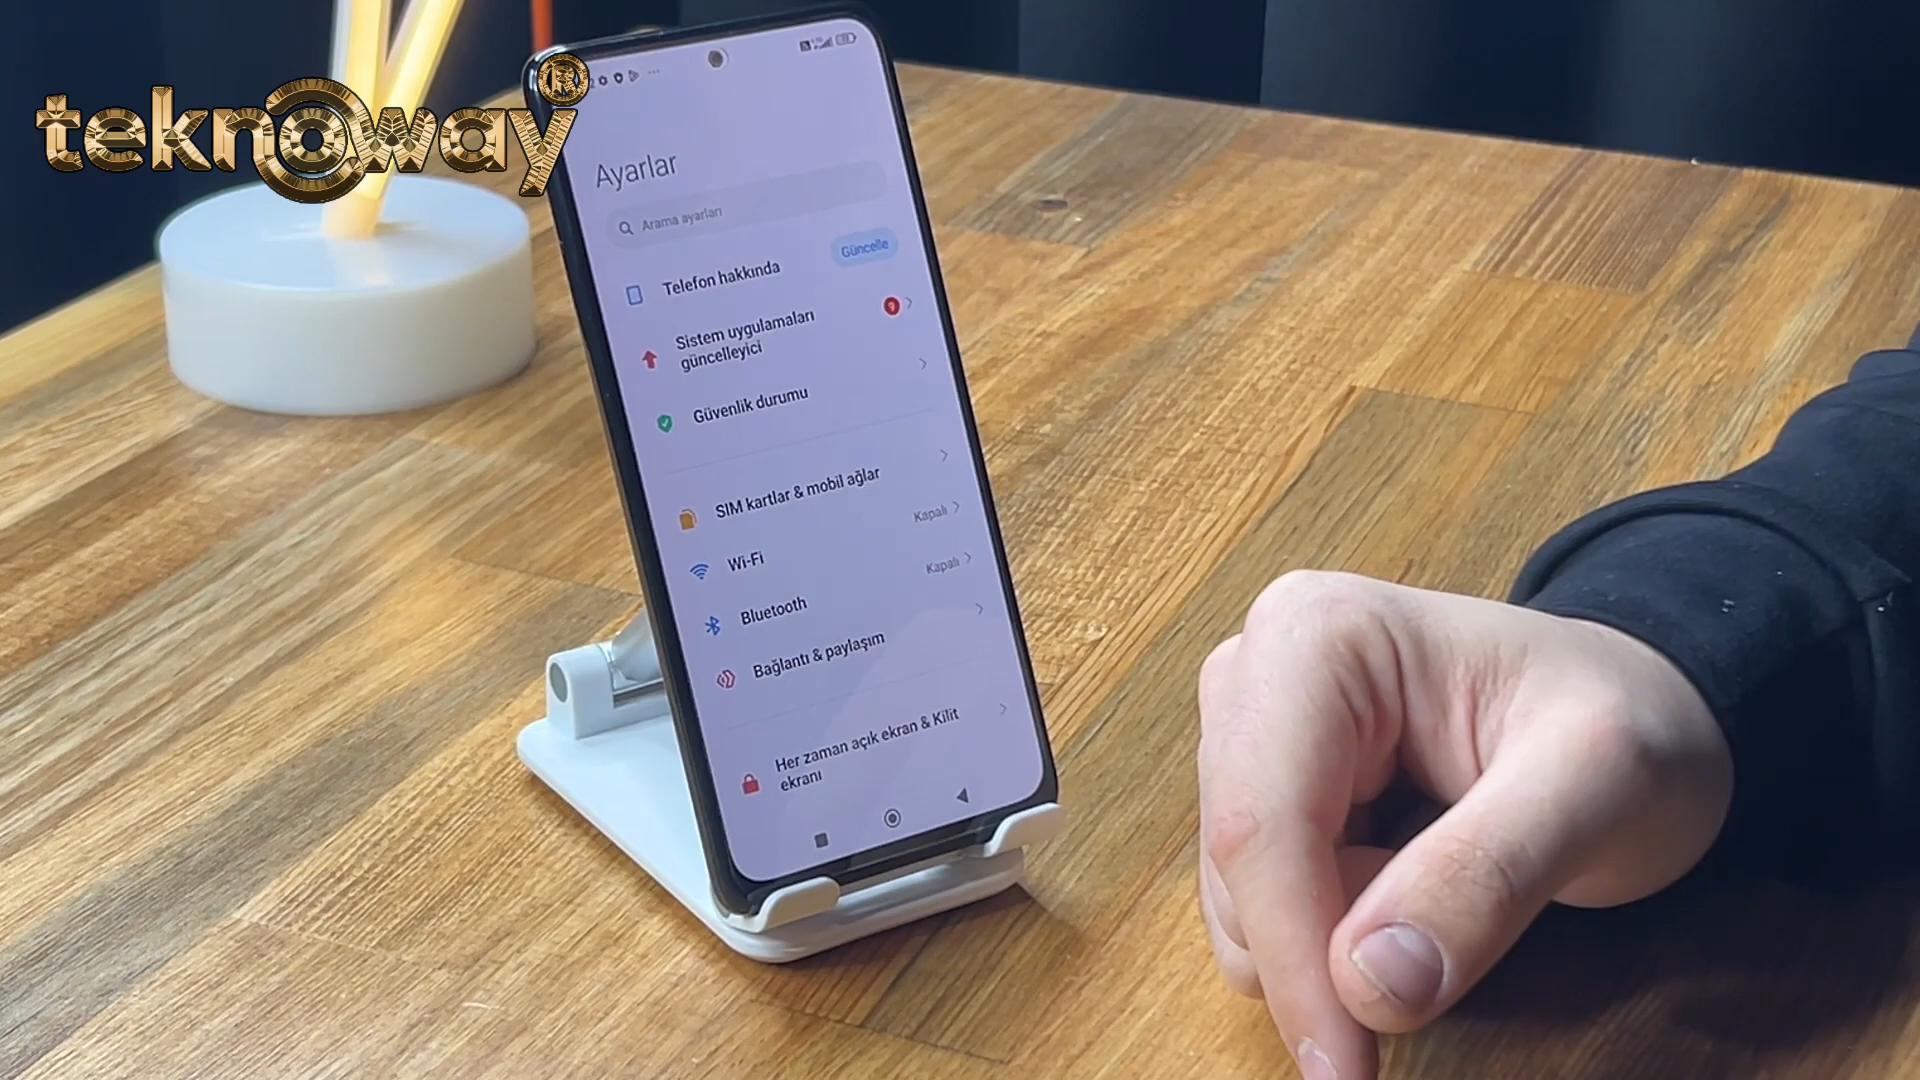 teknoway
Ayarlar
Arama ayarları
Telefon hakkında
Güncelle
Sistem uygulamaları
güncelleyici
9
Güvenlik durumu
SIM kartlar & mobil ağlar
Wi-Fi
Kapalı
Bluetooth
Kapalı
Bağlantı & paylaşım
Her zaman açık ekran & Kilit
ekranı